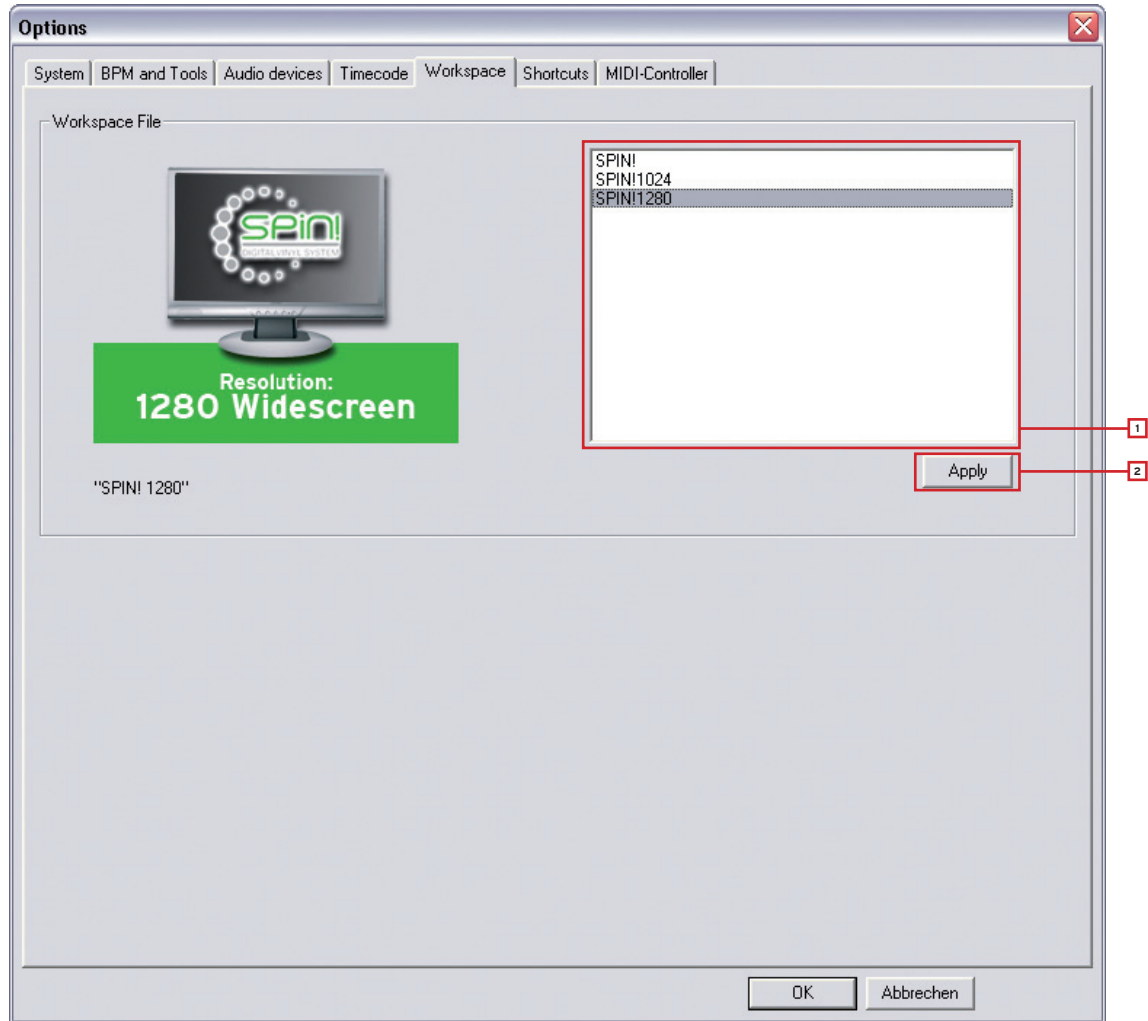 Options
System
BPM and Tools
Audio devices
Timecode
Workspace
Shortcuts
MIDI-Controller
Workspace File
SPIN!
DIGITAL VINYL SYSTEM
Resolution:
1280 Widescreen
"SPIN! 1280"
SPIN!
SPIN!1024
SPIN!1280
1
Apply
2
OK
Abbrechen